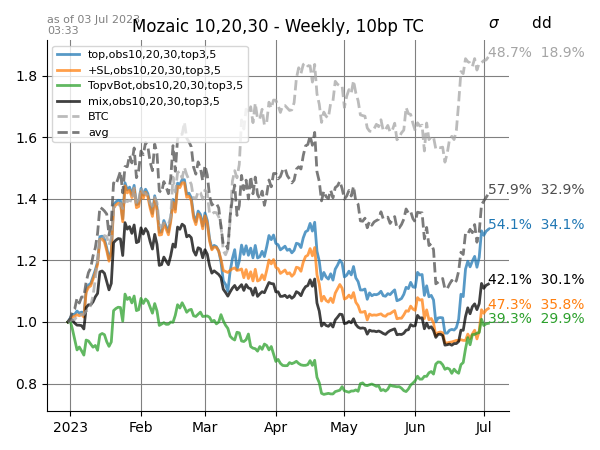 as of 03 Jul 2023
03:33
Mozaic 10,20,30 - Weekly, 10bp TC
σ dd
top,obs10,20,30,top3,5
+SL,obs10,20,30,top3,5
TopvBot,obs10,20,30,top3,5
mix,obs10,20,30,top3,5
BTC
avg
48.7% 18.9%
57.9% 32.9%
54.1% 34.1%
42.1% 30.1%
47.3% 35.8%
39.3% 29.9%
1.8
1.6
1.4
1.2
1.0
0.8
2023 Feb Mar Apr May Jun Jul